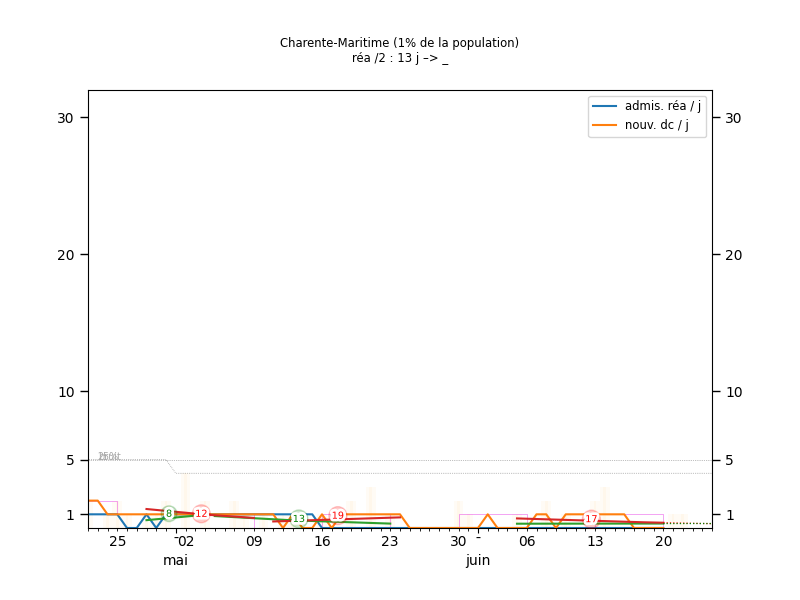 Charente-Maritime (1% de la population)
réa /2 : 13 j –> _
admis. réa / j
nouv. dc / j
30 30
20 20
10 10
5 5
1 1
8 12 13 19 17
25 02 09 16 23 30 - 06 13 20
mai juin